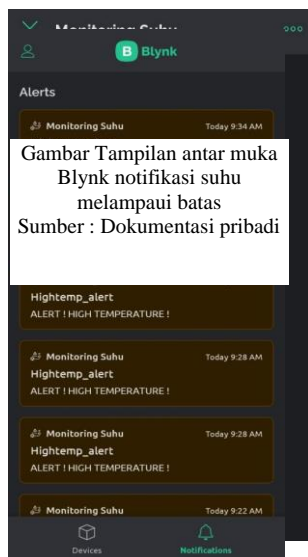 Monitoring Suhu
Blynk
Alerts
Monitoring Suhu Today 9:34 AM
Gambar Tampilan antar muka
Blynk notifikasi suhu
melampaui batas
Sumber : Dokumentasi pribadi
Hightemp_alert
ALERT ! HIGH TEMPERATURE !
Monitoring Suhu Today 9:28 AM
Hightemp_alert
ALERT ! HIGH TEMPERATURE !
Monitoring Suhu Today 9:28 AM
Hightemp_alert
ALERT ! HIGH TEMPERATURE !
Monitoring Suhu Today 9:22 AM
Devices Notifications